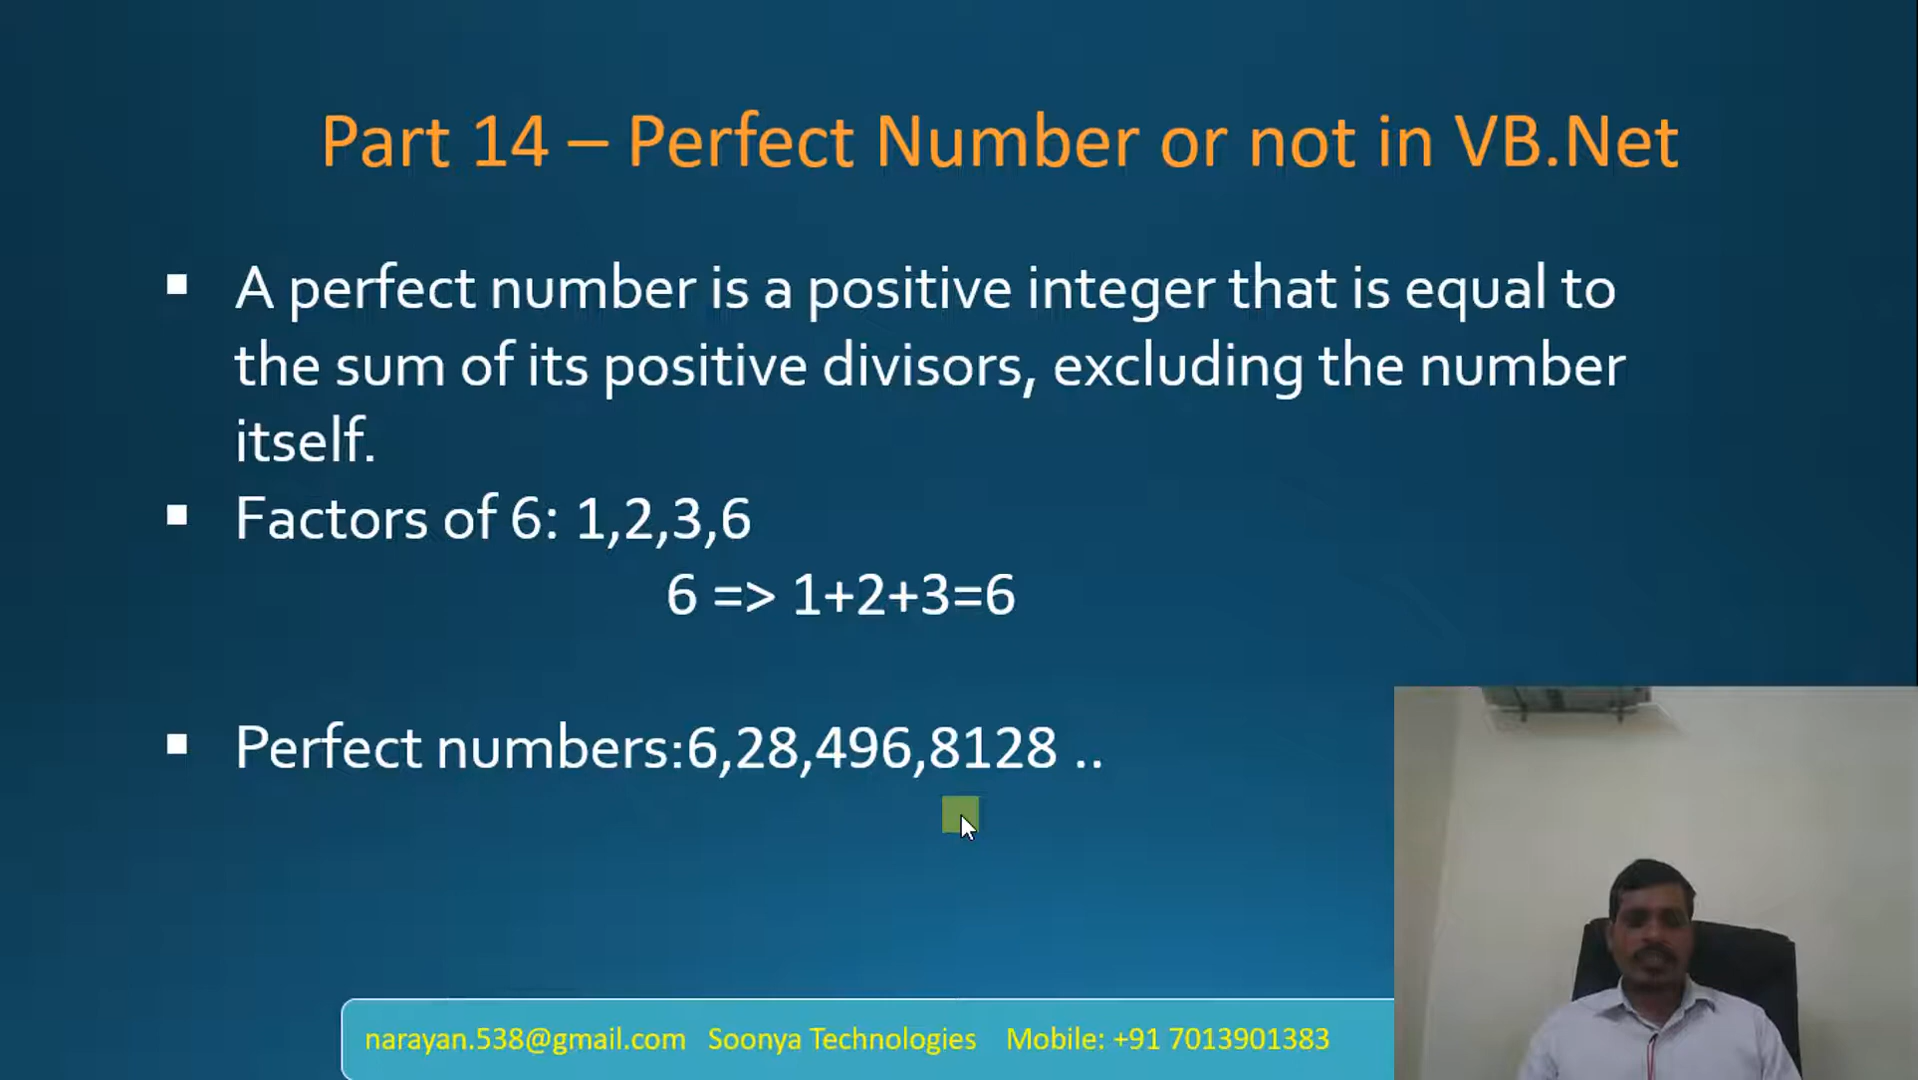 Part 14 – Perfect Number or not in VB.Net
▪ A perfect number is a positive integer that is equal to
the sum of its positive divisors, excluding the number
itself.
▪ Factors of 6: 1,2,3,6
6 => 1+2+3=6
▪ Perfect numbers:6,28,496,8128 ..
narayan.538@gmail.com Soonya Technologies Mobile: +91 7013901383